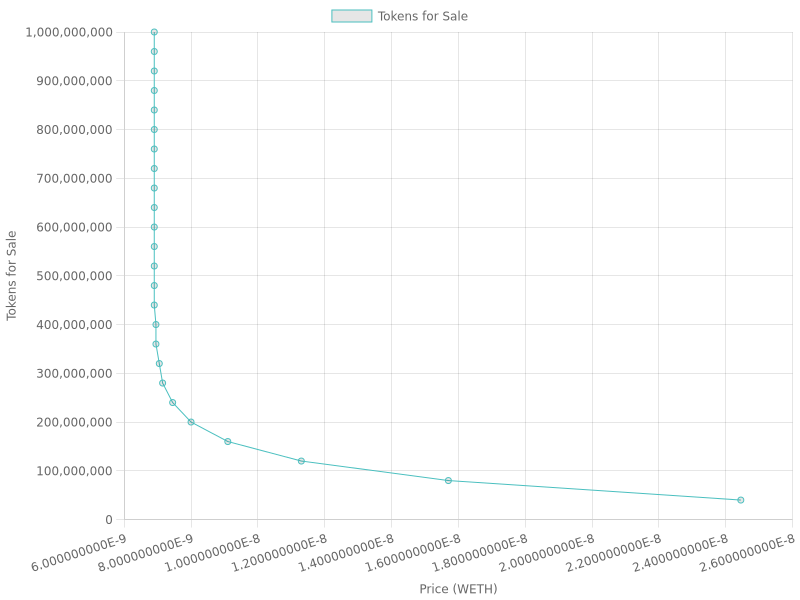 Tokens for Sale
1,000,000,000
900,000,000
800,000,000
700,000,000
600,000,000
500,000,000
400,000,000
300,000,000
200,000,000
100,000,000
0
Tokens for Sale
6.000000000E-9
8.000000000E-9
1.000000000E-8
1.200000000E-8
1.400000000E-8
1.600000000E-8
1.800000000E-8
2.000000000E-8
2.200000000E-8
2.400000000E-8
2.600000000E-8
Price (WETH)